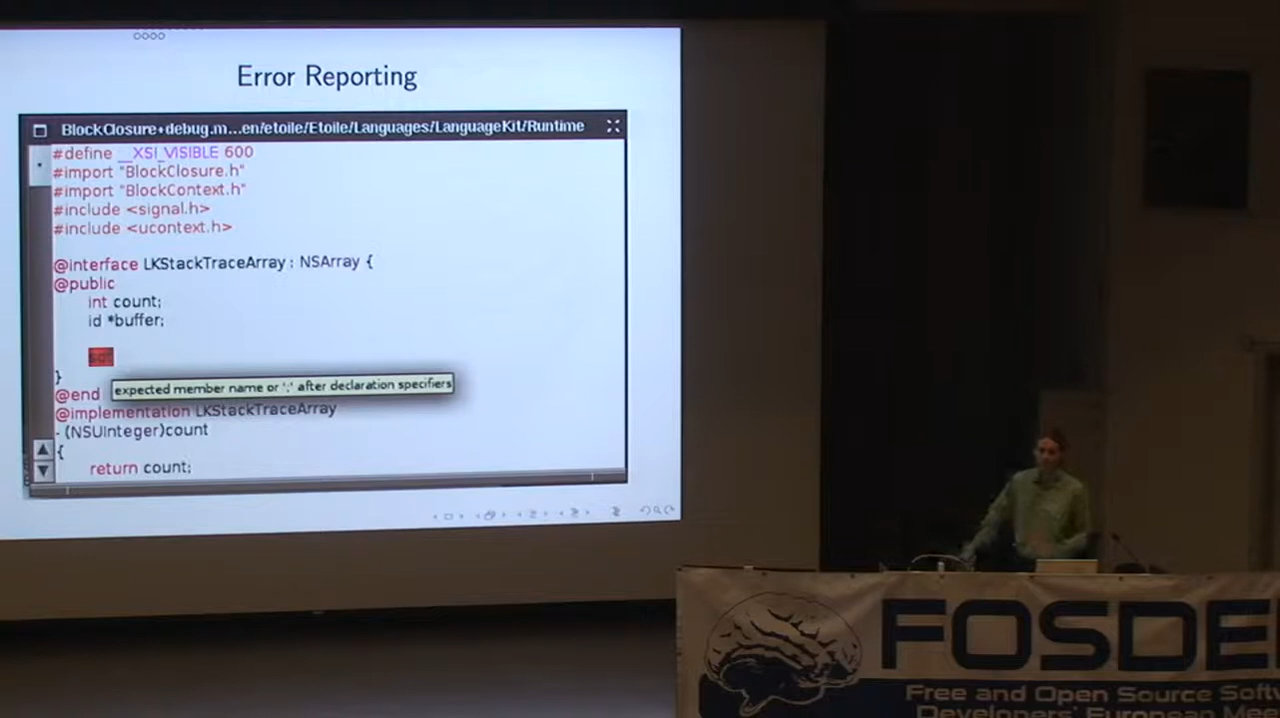 Error Reporting
BlockClosure+debug.m...en/etoile/Etoile/Languages/LanguageKit/Runtime
#define __XSI_VISIBLE 600
#import "BlockClosure.h"
#import "BlockContext.h"
#include <signal.h>
#include <ucontext.h>
@interface LKStackTraceArray : NSArray {
@public
int count;
id *buffer;
}
expected member name or ';' after declaration specifiers
@end
@implementation LKStackTraceArray
- (NSUInteger)count
{
return count;
FOSDE
Free and Open Source Softw
Developers' European Mee